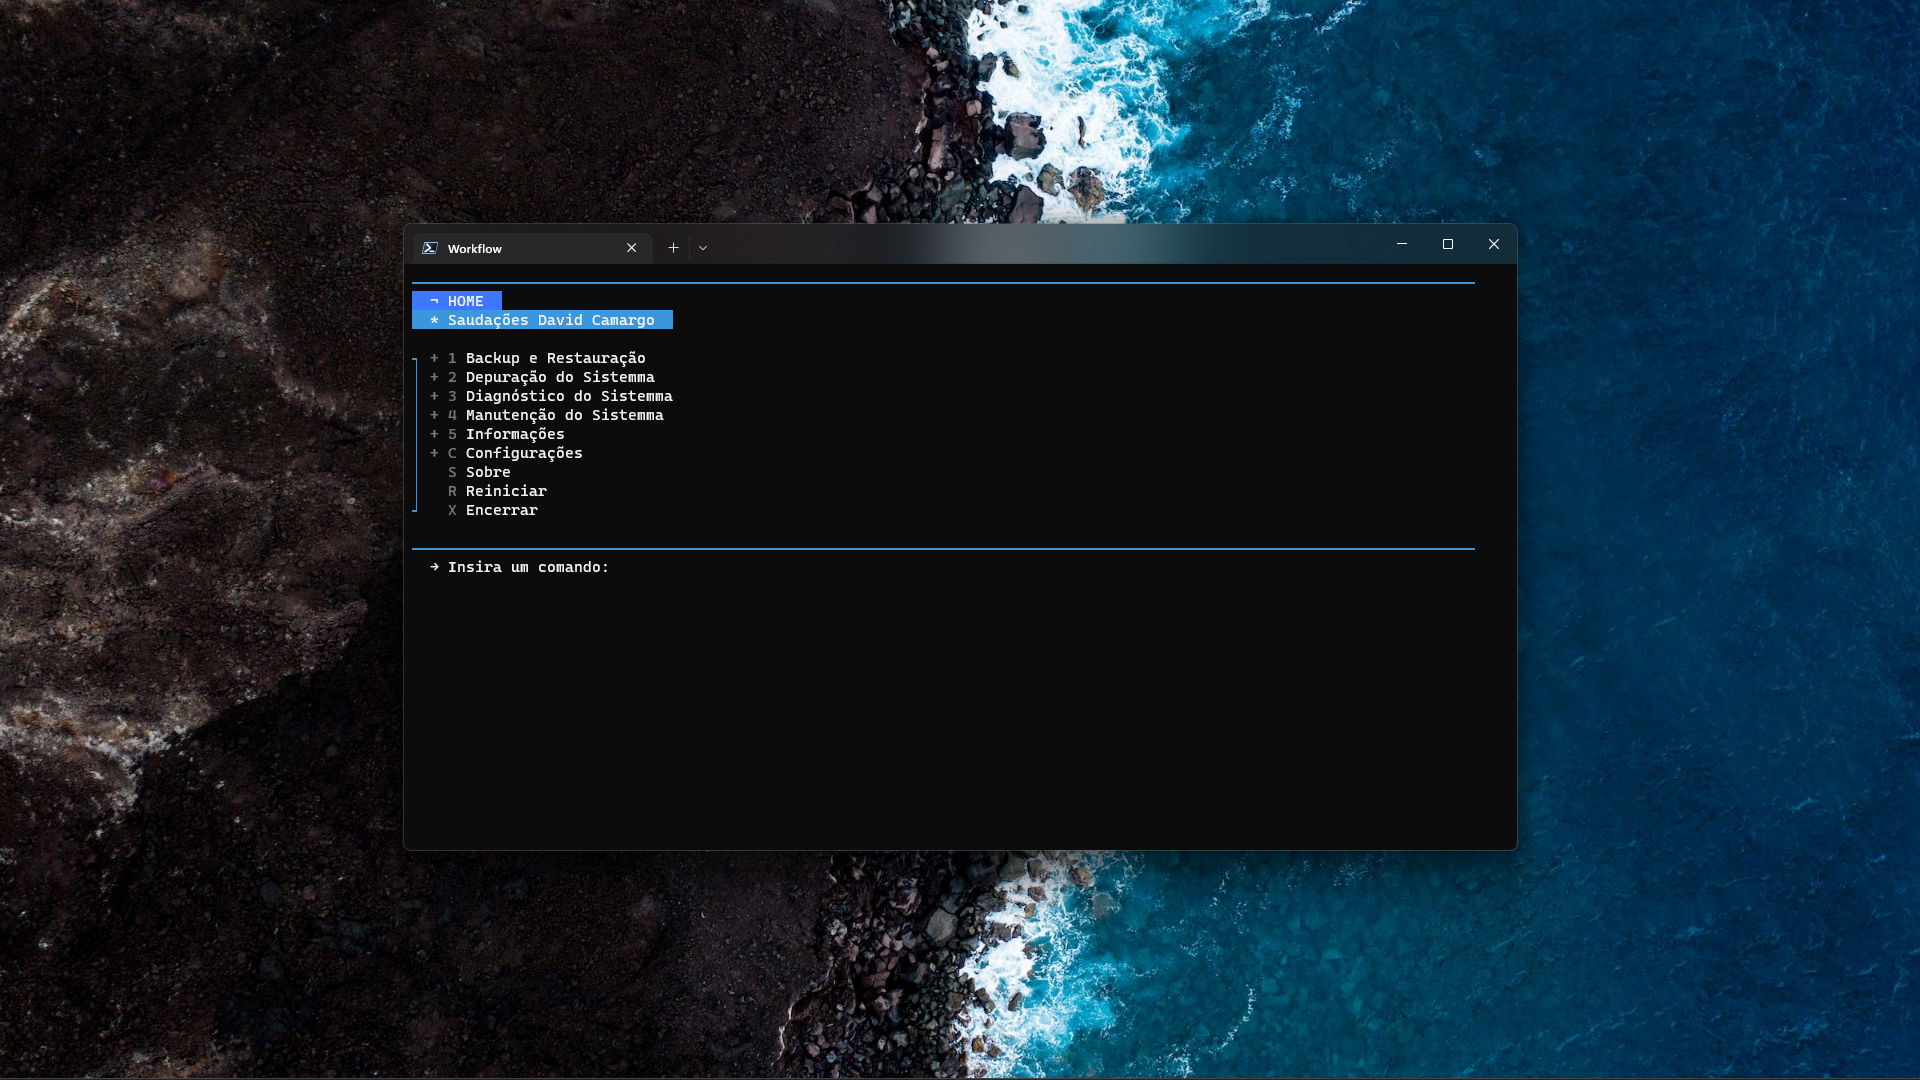 Workflow
¬ HOME
* Saudações David Camargo
+ 1 Backup e Restauração
+ 2 Depuração do Sistemma
+ 3 Diagnóstico do Sistemma
+ 4 Manutenção do Sistemma
+ 5 Informações
+ C Configurações
S Sobre
R Reiniciar
X Encerrar
→ Insira um comando: